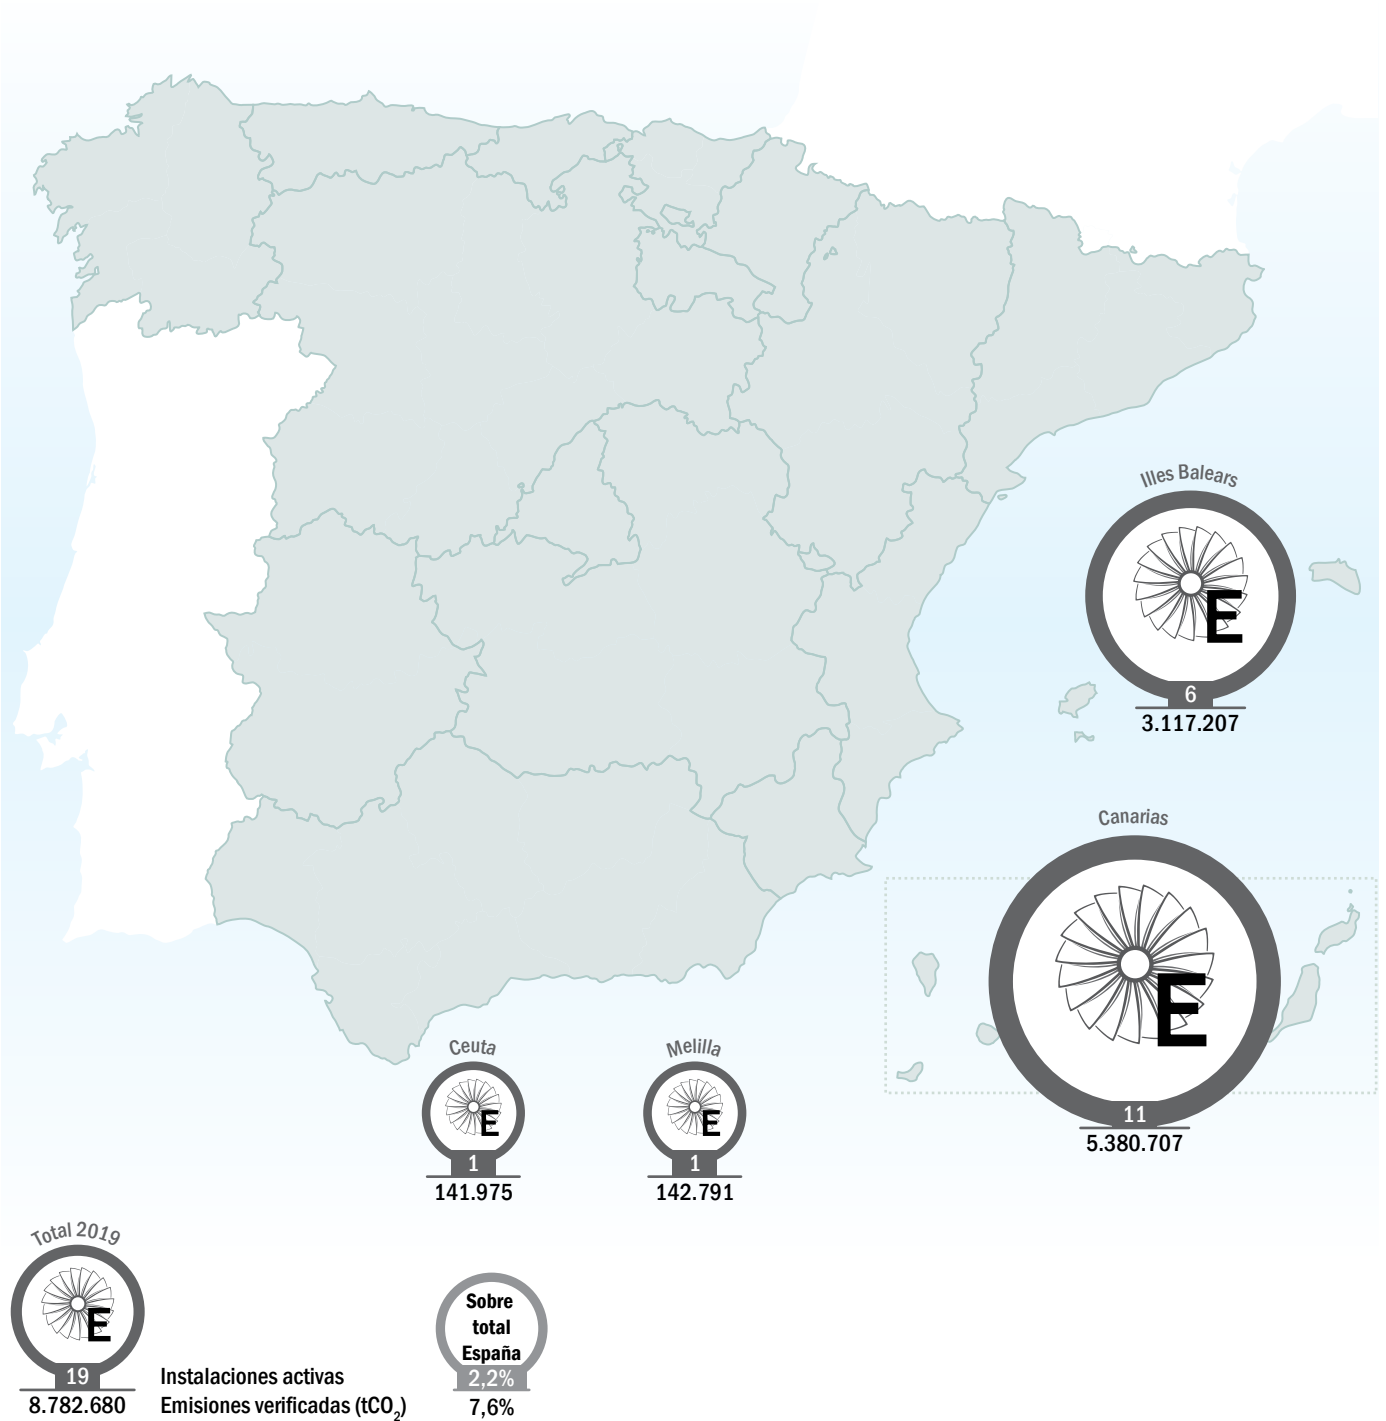 Illes Balears
E
6
3.117.207
Canarias
E
11
5.380.707
Ceuta
E
1
141.975
Melilla
E
1
142.791
Total 2019
E
19
8.782.680
Instalaciones activas
Emisiones verificadas (tCO₂)
Sobre
total
España
2,2%
7,6%